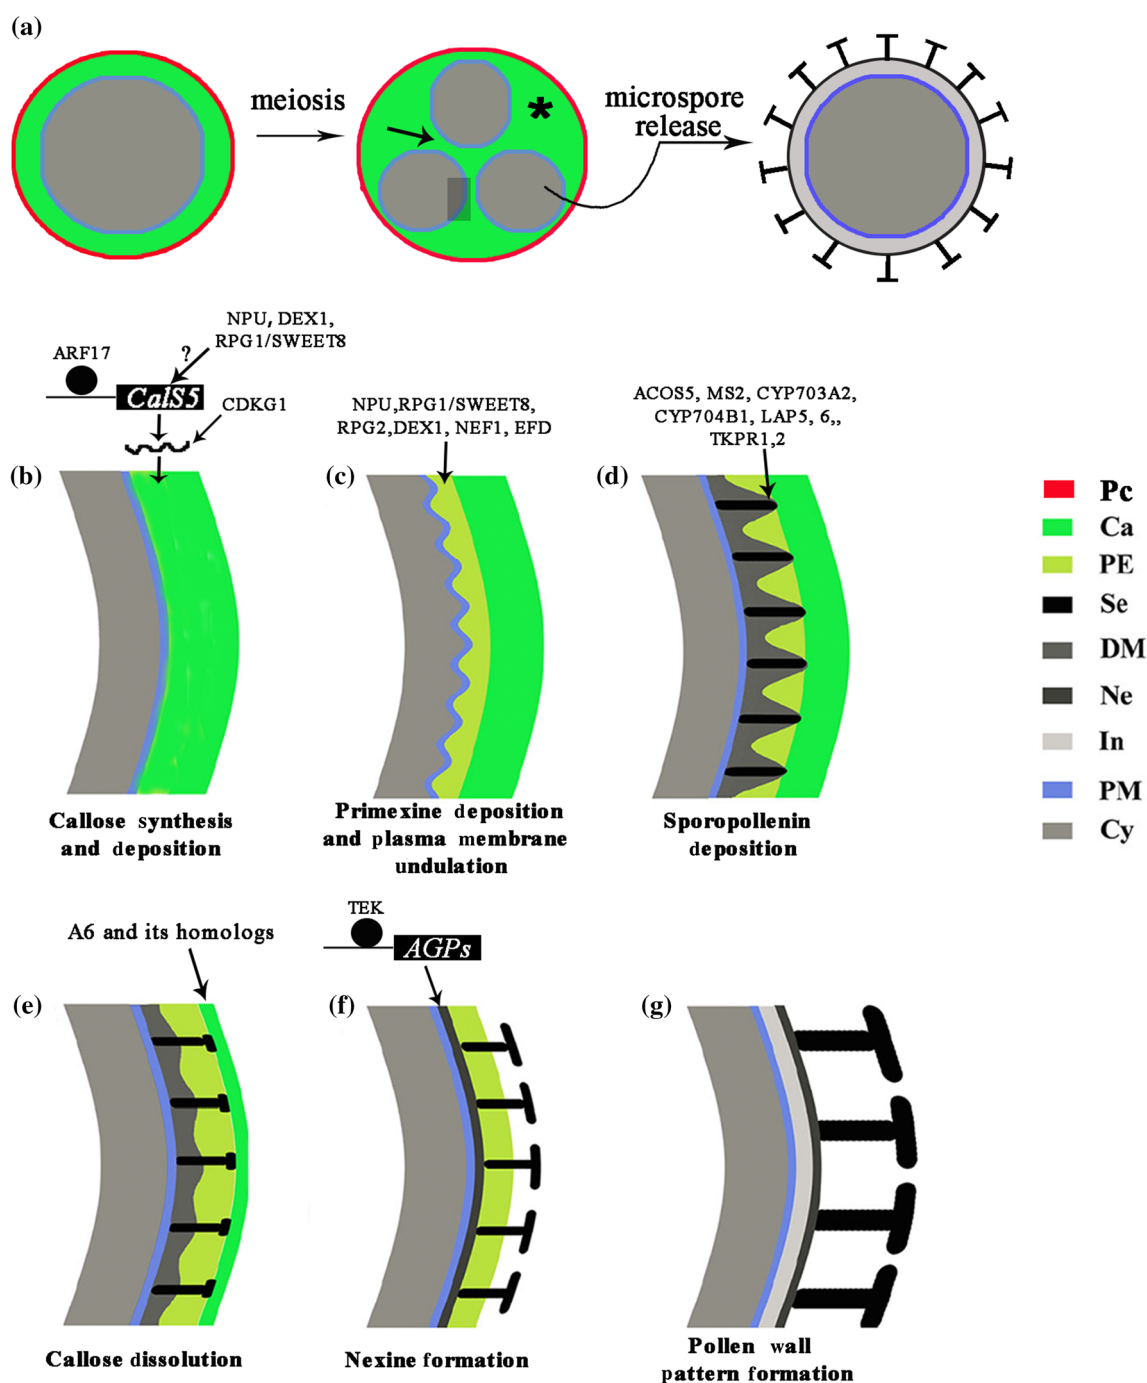 (a)
meiosis
*
microspore
release
NPU, DEX1,
RPG1/SWEET8
ARF17
?
CalS5
CDKG1
NPU,RPG1/SWEET8,
RPG2,DEX1, NEF1, EFD
ACOS5, MS2, CYP703A2,
CYP704B1, LAP5, 6,,
TKPR1,2
(b)
(c)
(d)
Pc
Ca
PE
Se
DM
Ne
In
PM
Cy
Callose synthesis
and deposition
Primexine deposition
and plasma membrane
undulation
Sporopollenin
deposition
A6 and its homologs
TEK
AGPs
(e)
(f)
(g)
Callose dissolution
Nexine formation
Pollen wall
pattern formation